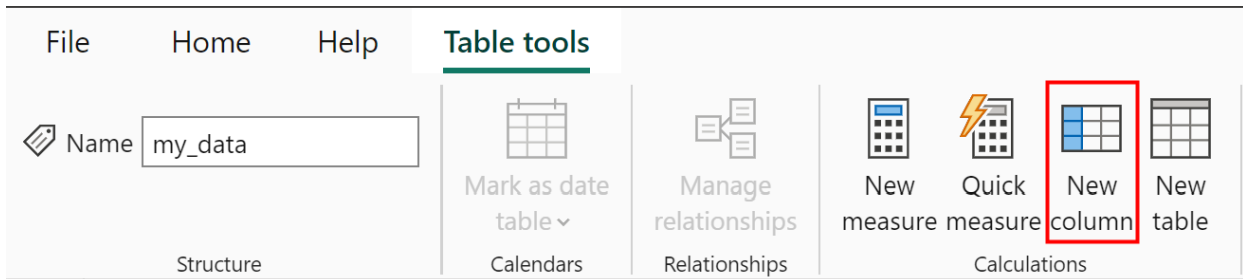 File Home Help Table tools
Name my_data
Mark as date
table
Manage
relationships
New
measure
Quick
measure
New
column
New
table
Structure Calendars Relationships Calculations